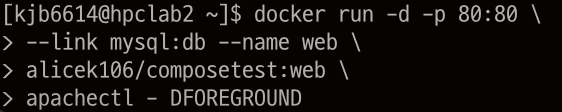 [kjb6614@hpclab2 ~]$ docker run -d -p 80:80 \
> --link mysql:db --name web \
> alicek106/composetest:web \
> apachectl - DFOREGROUND